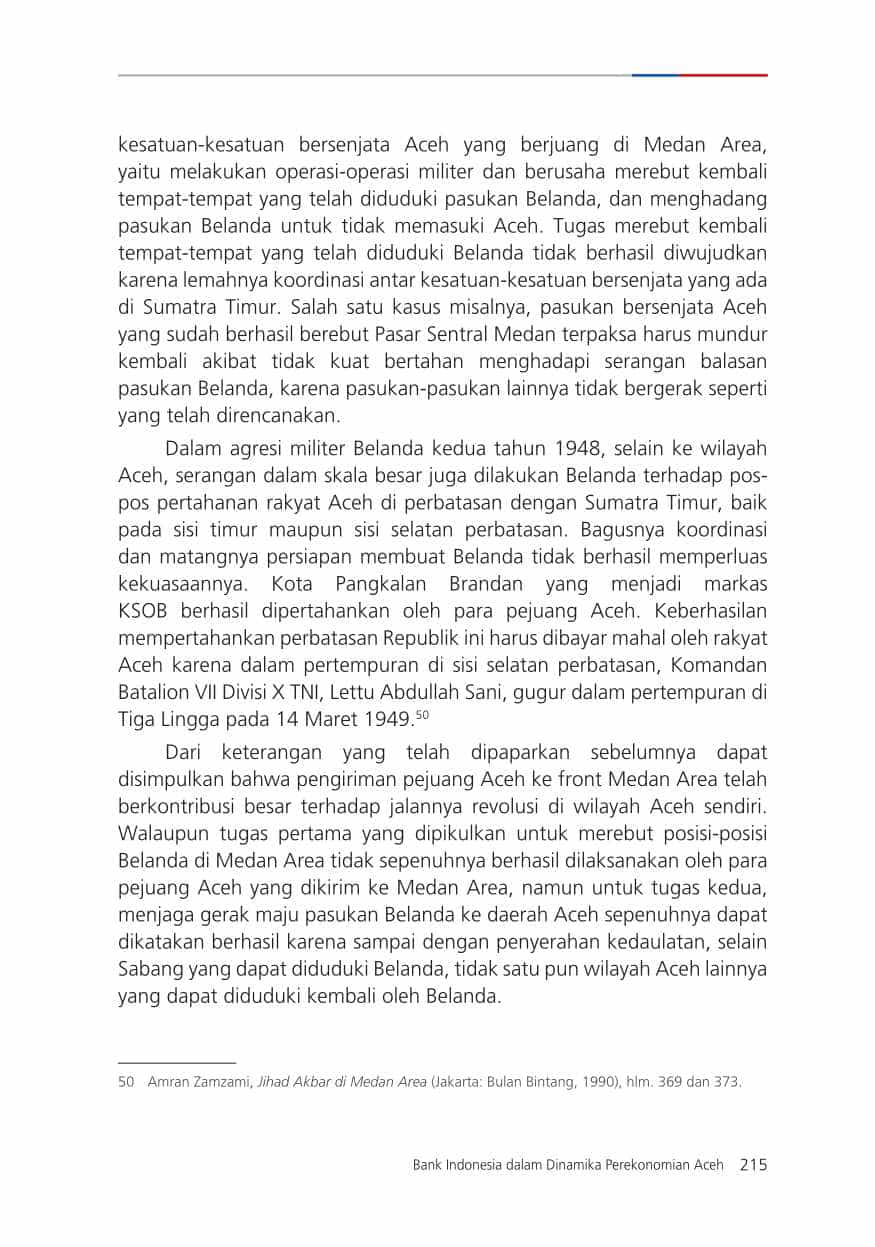 kesatuan-kesatuan bersenjata Aceh yang berjuang di Medan Area,
yaitu melakukan operasi-operasi militer dan berusaha merebut kembali
tempat-tempat yang telah diduduki pasukan Belanda, dan menghadang
pasukan Belanda untuk tidak memasuki Aceh. Tugas merebut kembali
tempat-tempat yang telah diduduki Belanda tidak berhasil diwujudkan
karena lemahnya koordinasi antar kesatuan-kesatuan bersenjata yang ada
di Sumatra Timur. Salah satu kasus misalnya, pasukan bersenjata Aceh
yang sudah berhasil berebut Pasar Sentral Medan terpaksa harus mundur
kembali akibat tidak kuat bertahan menghadapi serangan balasan
pasukan Belanda, karena pasukan-pasukan lainnya tidak bergerak seperti
yang telah direncanakan.
Dalam agresi militer Belanda kedua tahun 1948, selain ke wilayah
Aceh, serangan dalam skala besar juga dilakukan Belanda terhadap pos-
pos pertahanan rakyat Aceh di perbatasan dengan Sumatra Timur, baik
pada sisi timur maupun sisi selatan perbatasan. Bagusnya koordinasi
dan matangnya persiapan membuat Belanda tidak berhasil memperluas
kekuasaannya. Kota Pangkalan Brandan yang menjadi markas
KSOB berhasil dipertahankan oleh para pejuang Aceh. Keberhasilan
mempertahankan perbatasan Republik ini harus dibayar mahal oleh rakyat
Aceh karena dalam pertempuran di sisi selatan perbatasan, Komandan
Batalion VII Divisi X TNI, Lettu Abdullah Sani, gugur dalam pertempuran di
Tiga Lingga pada 14 Maret 1949.50
Dari keterangan yang telah dipaparkan sebelumnya dapat
disimpulkan bahwa pengiriman pejuang Aceh ke front Medan Area telah
berkontribusi besar terhadap jalannya revolusi di wilayah Aceh sendiri.
Walaupun tugas pertama yang dipikulkan untuk merebut posisi-posisi
Belanda di Medan Area tidak sepenuhnya berhasil dilaksanakan oleh para
pejuang Aceh yang dikirim ke Medan Area, namun untuk tugas kedua,
menjaga gerak maju pasukan Belanda ke daerah Aceh sepenuhnya dapat
dikatakan berhasil karena sampai dengan penyerahan kedaulatan, selain
Sabang yang dapat diduduki Belanda, tidak satu pun wilayah Aceh lainnya
yang dapat diduduki kembali oleh Belanda.
50 Amran Zamzami, Jihad Akbar di Medan Area (Jakarta: Bulan Bintang, 1990), hlm. 369 dan 373.
Bank Indonesia dalam Dinamika Perekonomian Aceh 215